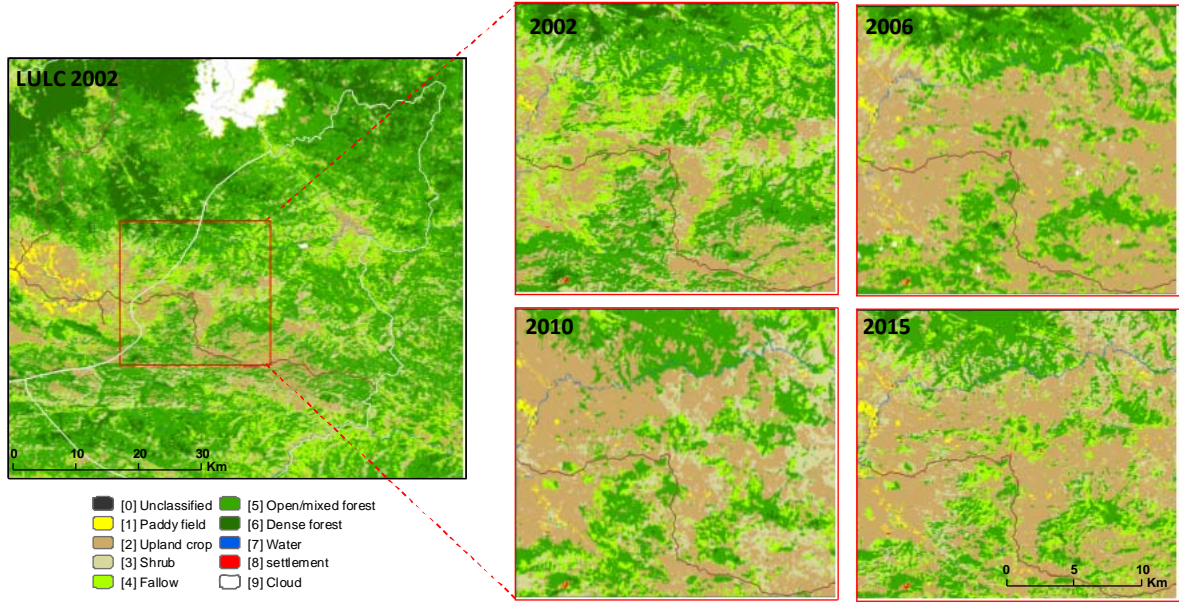 LULC 2002
0 10 20 30
Km
[0] Unclassified
[1] Paddy field
[2] Upland crop
[3] Shrub
[4] Fallow
[5] Open/mixed forest
[6] Dense forest
[7] Water
[8] settlement
[9] Cloud
2002
2006
2010
2015
0 5 10
Km